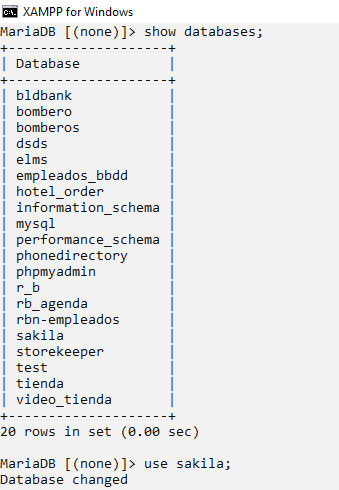 XAMPP for Windows
MariaDB [(none)]> show databases;
+--------------------+
| Database           |
+--------------------+
| bldbank            |
| bombero            |
| bomberos           |
| dsds               |
| elms               |
| empleados_bbdd     |
| hotel_order        |
| information_schema |
| mysql              |
| performance_schema |
| phonedirectory     |
| phpmyadmin         |
| r_b                |
| rb_agenda          |
| rbn-empleados      |
| sakila             |
| storekeeper        |
| test               |
| tienda             |
| video_tienda       |
+--------------------+
20 rows in set (0.00 sec)
MariaDB [(none)]> use sakila;
Database changed